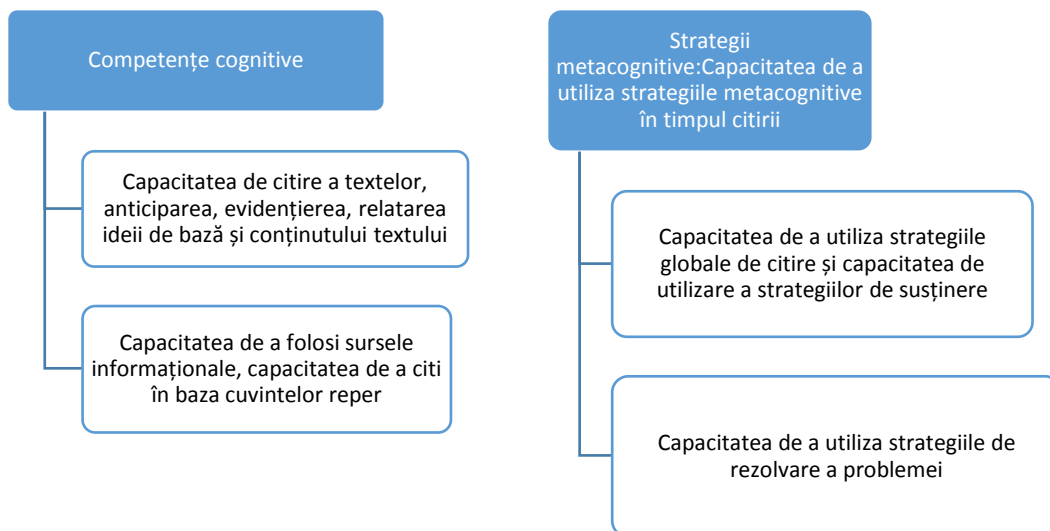 Competențe cognitive
Capacitatea de citire a textelor,
anticiparea, evidențierea, relatarea
ideii de bază și conținutului textului
Capacitatea de a folosi sursele
informaționale, capacitatea de a citi
în baza cuvintelor reper
Strategii
metacognitive:Capacitatea de a
utiliza strategiile metacognitive
în timpul citirii
Capacitatea de a utiliza strategiile
globale de citire și capacitatea de
utilizare a strategiilor de susținere
Capacitatea de a utiliza strategiile de
rezolvare a problemei